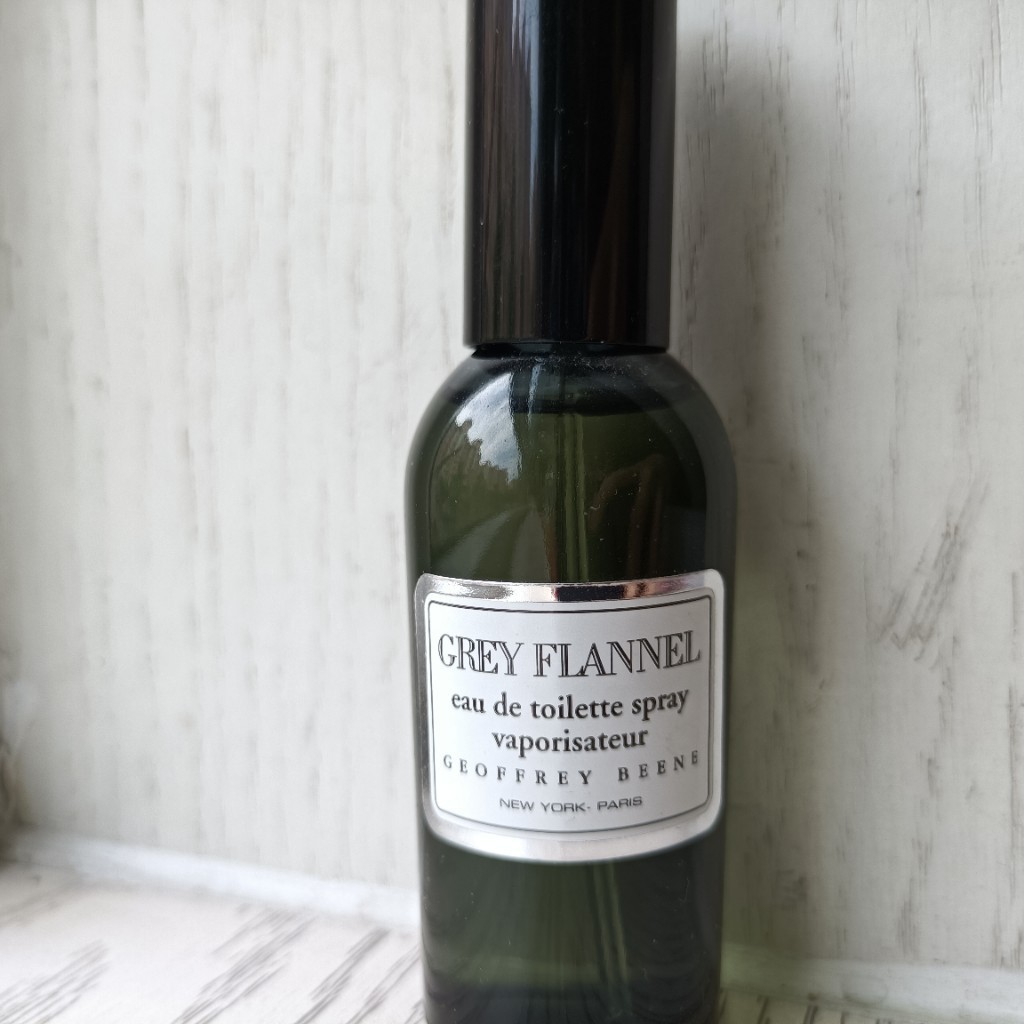 GREY FLANNEL
eau de toilette spray
vaporisateur
GEOFFREY BEENE
NEW YORK- PARIS